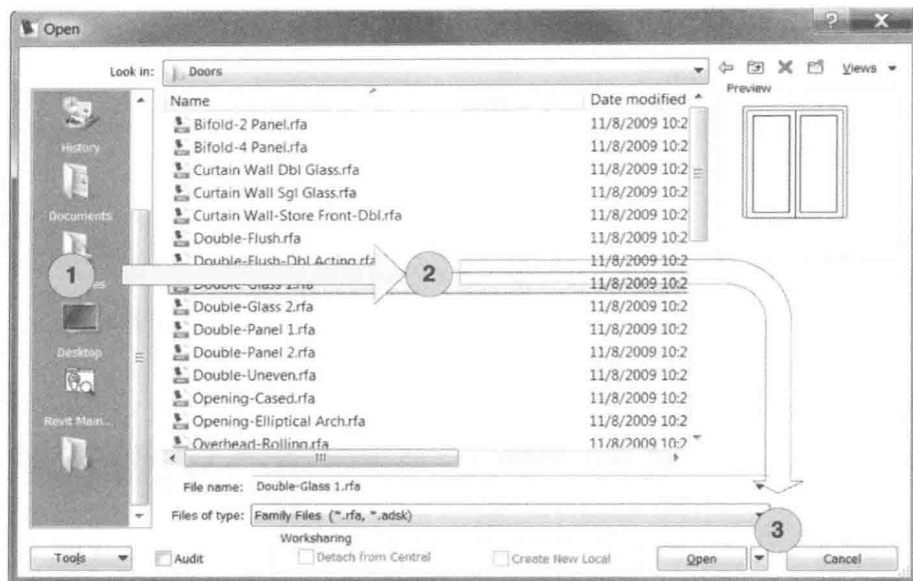 Open
?
X
Look in:
Doors
Views
Name
Date modified
Preview
Bifold-2 Panel.rfa
11/8/2009 10:2
Bifold-4 Panel.rfa
11/8/2009 10:2
Curtain Wall Dbl Glass.rfa
11/8/2009 10:2
Curtain Wall Sgl Glass.rfa
11/8/2009 10:2
Curtain Wall-Store Front-Dbl.rfa
11/8/2009 10:2
Double-Flush.rfa
11/8/2009 10:2
Double-Flush-Dbl Acting.rfa
11/8/2009 10:2
Double-Glass 1.rfa
11/8/2009 10:2
Double-Glass 2.rfa
11/8/2009 10:2
Double-Panel 1.rfa
11/8/2009 10:2
Double-Panel 2.rfa
11/8/2009 10:2
Double-Uneven.rfa
11/8/2009 10:2
Opening-Cased.rfa
11/8/2009 10:2
Opening-Elliptical Arch.rfa
11/8/2009 10:2
Overhead-Rolling.rfa
11/8/2009 10:2
History
Documents
1
2
Desktop
Revit Main...
File name: Double-Glass 1.rfa
Files of type: Family Files (*.rfa, *.adsk)
3
Worksharing
Tools
Audit
Detach from Central
Create New Local
Open
Cancel